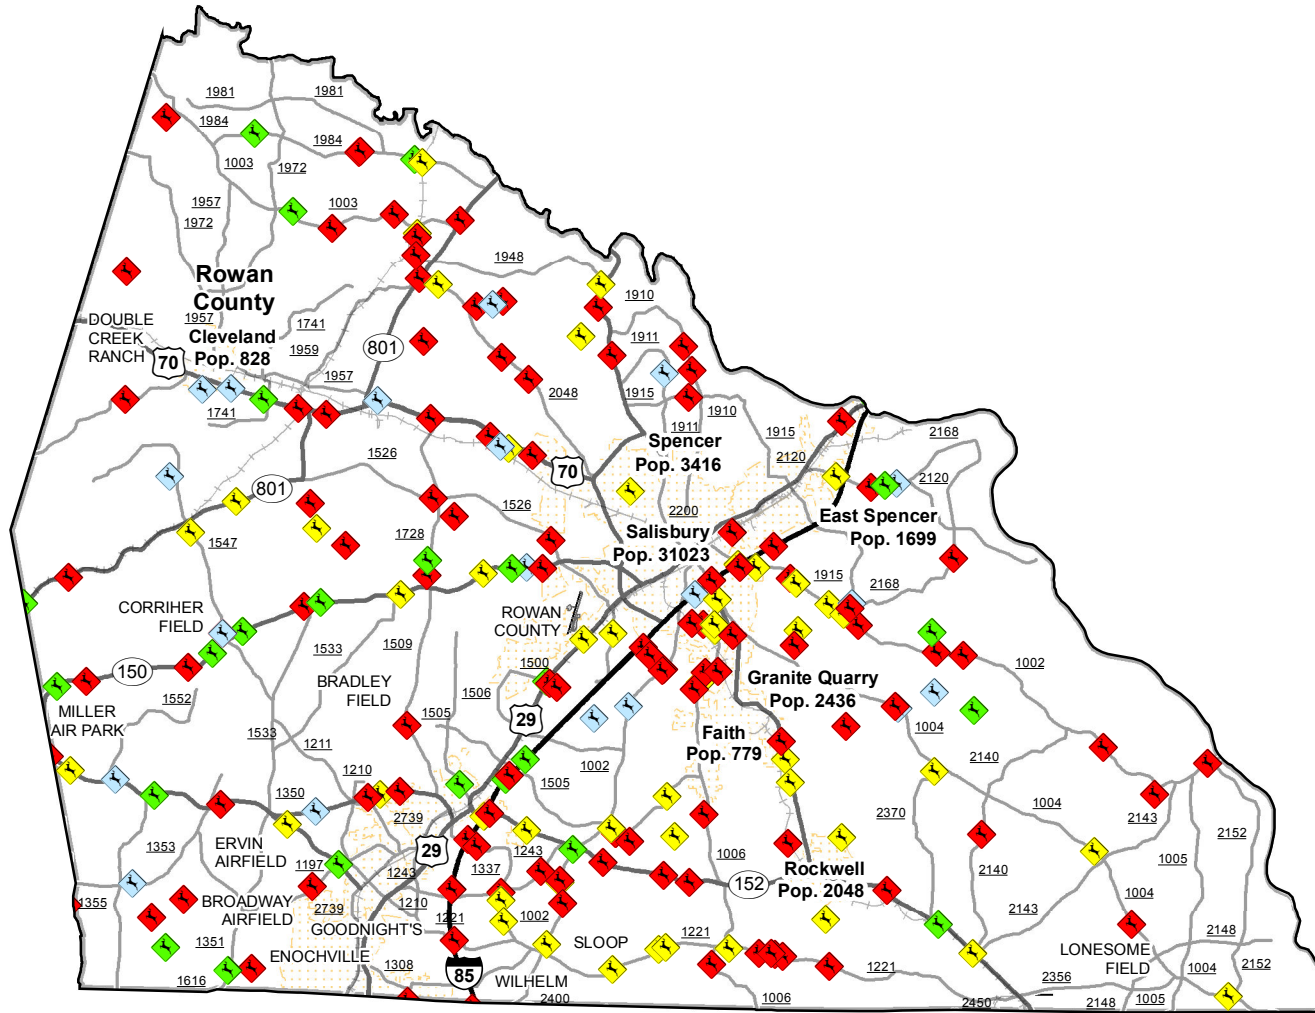 1981
1981
1984
1984
1003
1972
1957
1003
1972
1948
Rowan
County
1910
DOUBLE
CREEK
RANCH
1957
1741
1911
Cleveland
Pop. 828
801
70
1959
1957
2048
1915
1910
1741
1911
1915
2168
Spencer
Pop. 3416
1526
2120
70
2120
801
1526
2200
East Spencer
Pop. 1699
Salisbury
Pop. 31023
1728
1547
1915
2168
CORRIHER
FIELD
ROWAN
COUNTY
1533
1509
150
1500
1002
BRADLEY
FIELD
Granite Quarry
Pop. 2436
1552
1506
MILLER
AIR PARK
1505
29
1004
Faith
Pop. 779
1533
1211
1002
2140
1210
1505
1350
1004
2739
2370
2143
2152
1353
ERVIN
AIRFIELD
29
1243
1243
1006
1005
1197
1337
Rockwell
Pop. 2048
2140
152
1355
BROADWAY
AIRFIELD
1210
1004
2739
1221
1002
2143
GOODNIGHT'S
2148
1351
SLOOP
1221
LONESOME
FIELD
ENOCHVILLE
1308
85
1221
1004
2152
1616
WILHELM
2356
2400
1006
2450
2148
1005